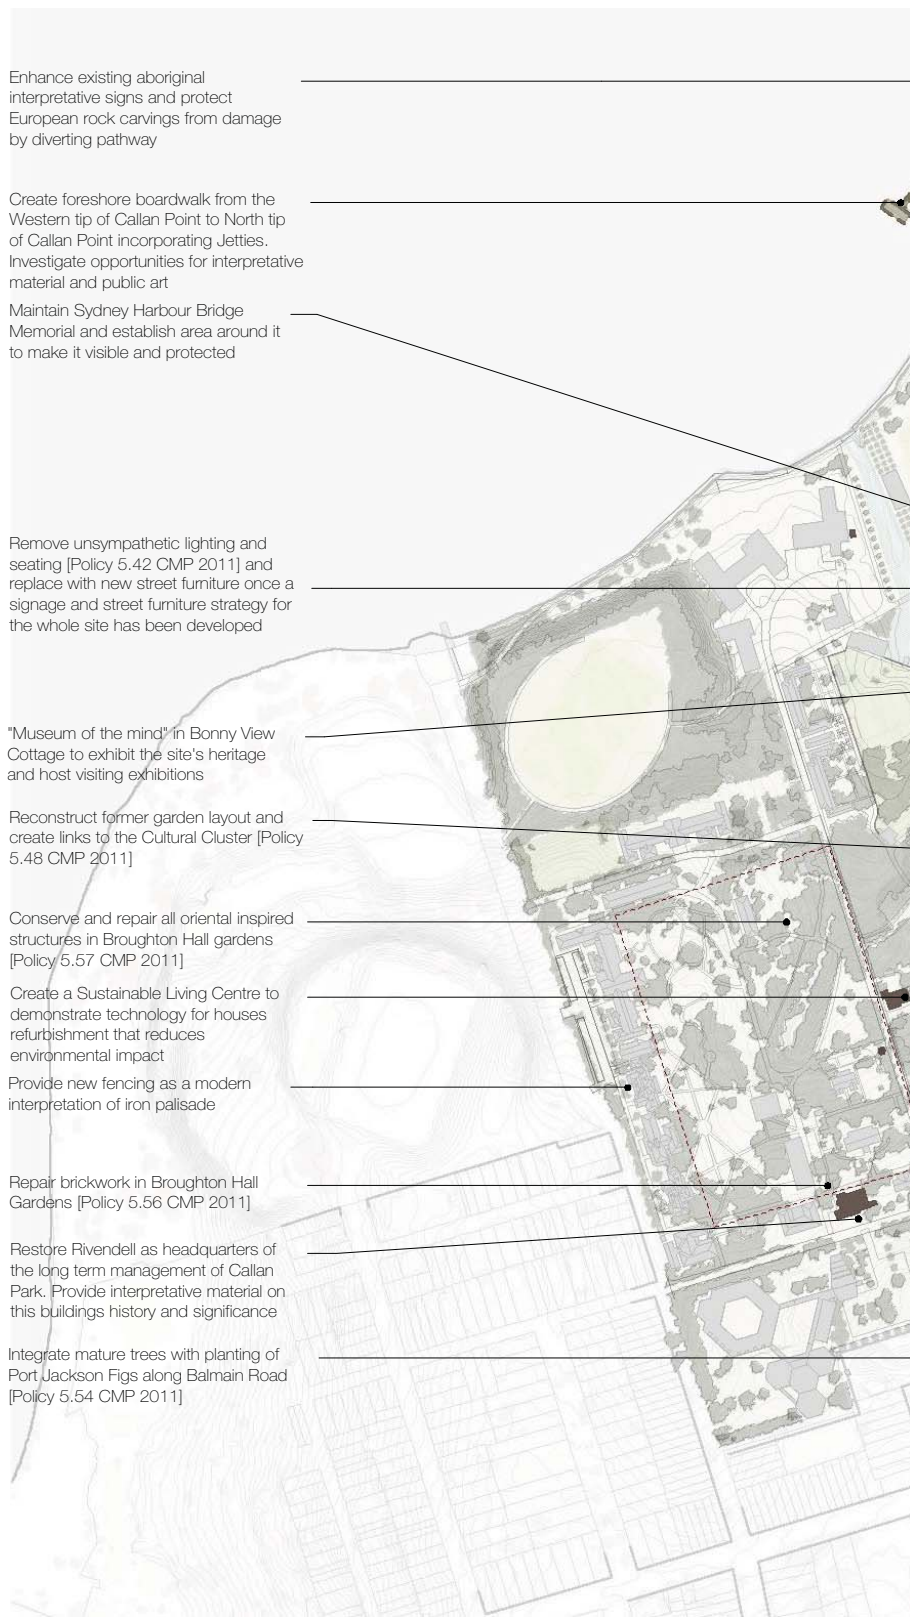 Enhance existing aboriginal
interpretative signs and protect
European rock carvings from damage
by diverting pathway
Create foreshore boardwalk from the
Western tip of Callan Point to North tip
of Callan Point incorporating Jetties.
Investigate opportunities for interpretative
material and public art
Maintain Sydney Harbour Bridge
Memorial and establish area around it
to make it visible and protected
Remove unsympathetic lighting and
seating [Policy 5.42 CMP 2011] and
replace with new street furniture once a
signage and street furniture strategy for
the whole site has been developed
"Museum of the mind" in Bonny View
Cottage to exhibit the site's heritage
and host visiting exhibitions
Reconstruct former garden layout and
create links to the Cultural Cluster [Policy
5.48 CMP 2011]
Conserve and repair all oriental inspired
structures in Broughton Hall gardens
[Policy 5.57 CMP 2011]
Create a Sustainable Living Centre to
demonstrate technology for houses
refurbishment that reduces
environmental impact
Provide new fencing as a modern
interpretation of iron palisade
Repair brickwork in Broughton Hall
Gardens [Policy 5.56 CMP 2011]
Restore Rivendell as headquarters of
the long term management of Callan
Park. Provide interpretative material on
this buildings history and significance
Integrate mature trees with planting of
Port Jackson Figs along Balmain Road
[Policy 5.54 CMP 2011]